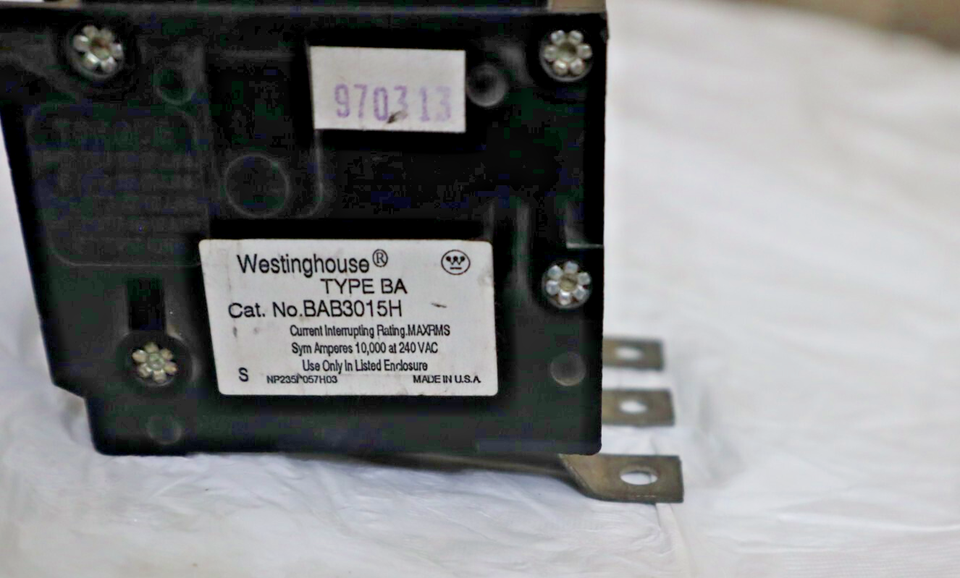 970313
Westinghouse®
TYPE BA
Cat. No. BAB3015H
Current Interrupting Rating.MAXRMS
Sym Amperes 10,000 at 240 VAC
Use Only In Listed Enclosure
S
MADE IN U.S.A.